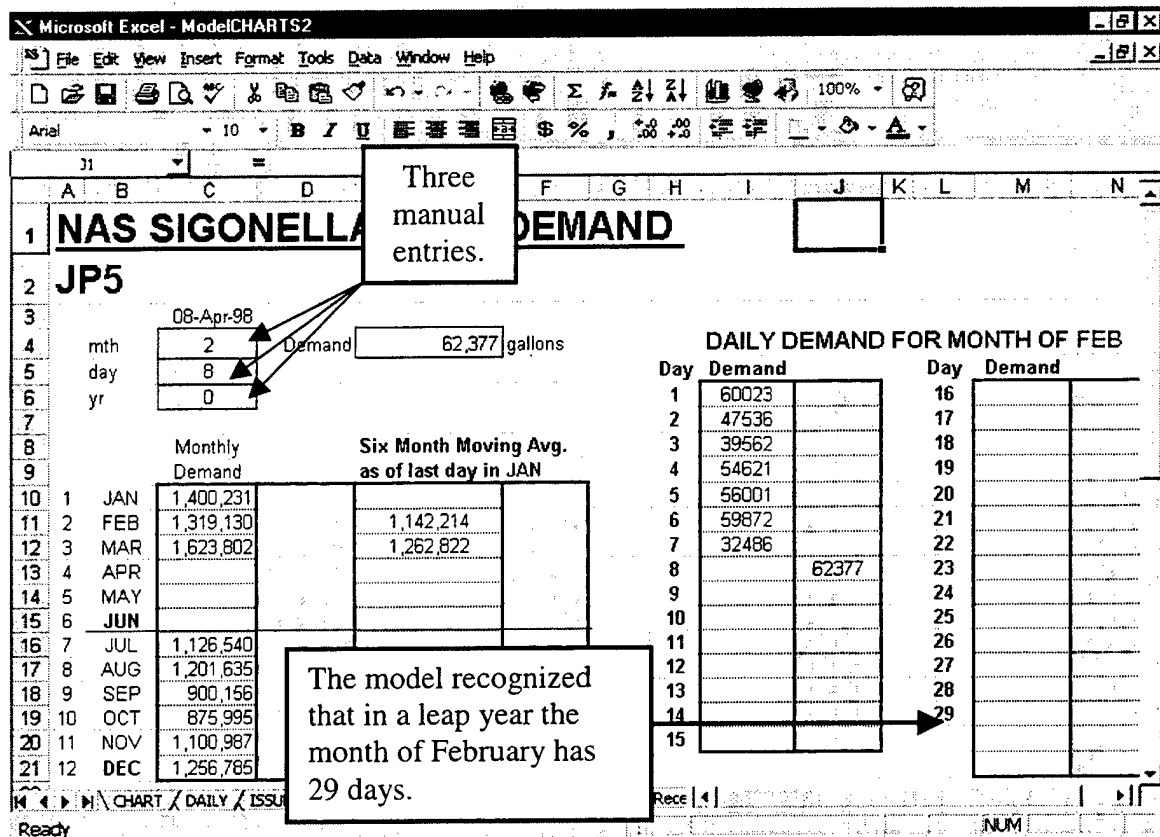 Microsoft Excel - ModelCHARTS2
File Edit View Insert Format Tools Data Window Help
100%
Arial 10 B I U $ % ,
J1 =
A B C D F G H I J K L M N
1 NAS SIGONELLA DEMAND
Three
manual
entries.
2 JP5
3 08-Apr-98
4 mth 2 Demand 62,377 gallons DAILY DEMAND FOR MONTH OF FEB
5 day 8 Day Demand Day Demand
6 yr 0 1 60023 16
7 2 47536 17
8 Monthly Six Month Moving Avg. 3 39562 18
9 Demand as of last day in JAN 4 54621 19
10 1 JAN 1,400,231 5 56001 20
11 2 FEB 1,319,130 1,142,214 6 59872 21
12 3 MAR 1,623,802 1,262,822 7 32486 22
13 4 APR 8 62377 23
14 5 MAY 9 24
15 6 JUN 10 25
16 7 JUL 1,126,540 11 26
17 8 AUG 1,201,635 12 27
18 9 SEP 900,156 13 28
19 10 OCT 875,995 14 29
20 11 NOV 1,100,987 15
21 12 DEC 1,256,785
The model recognized
that in a leap year the
month of February has
29 days.
CHART DAILY ISSU Rece
Ready NUM